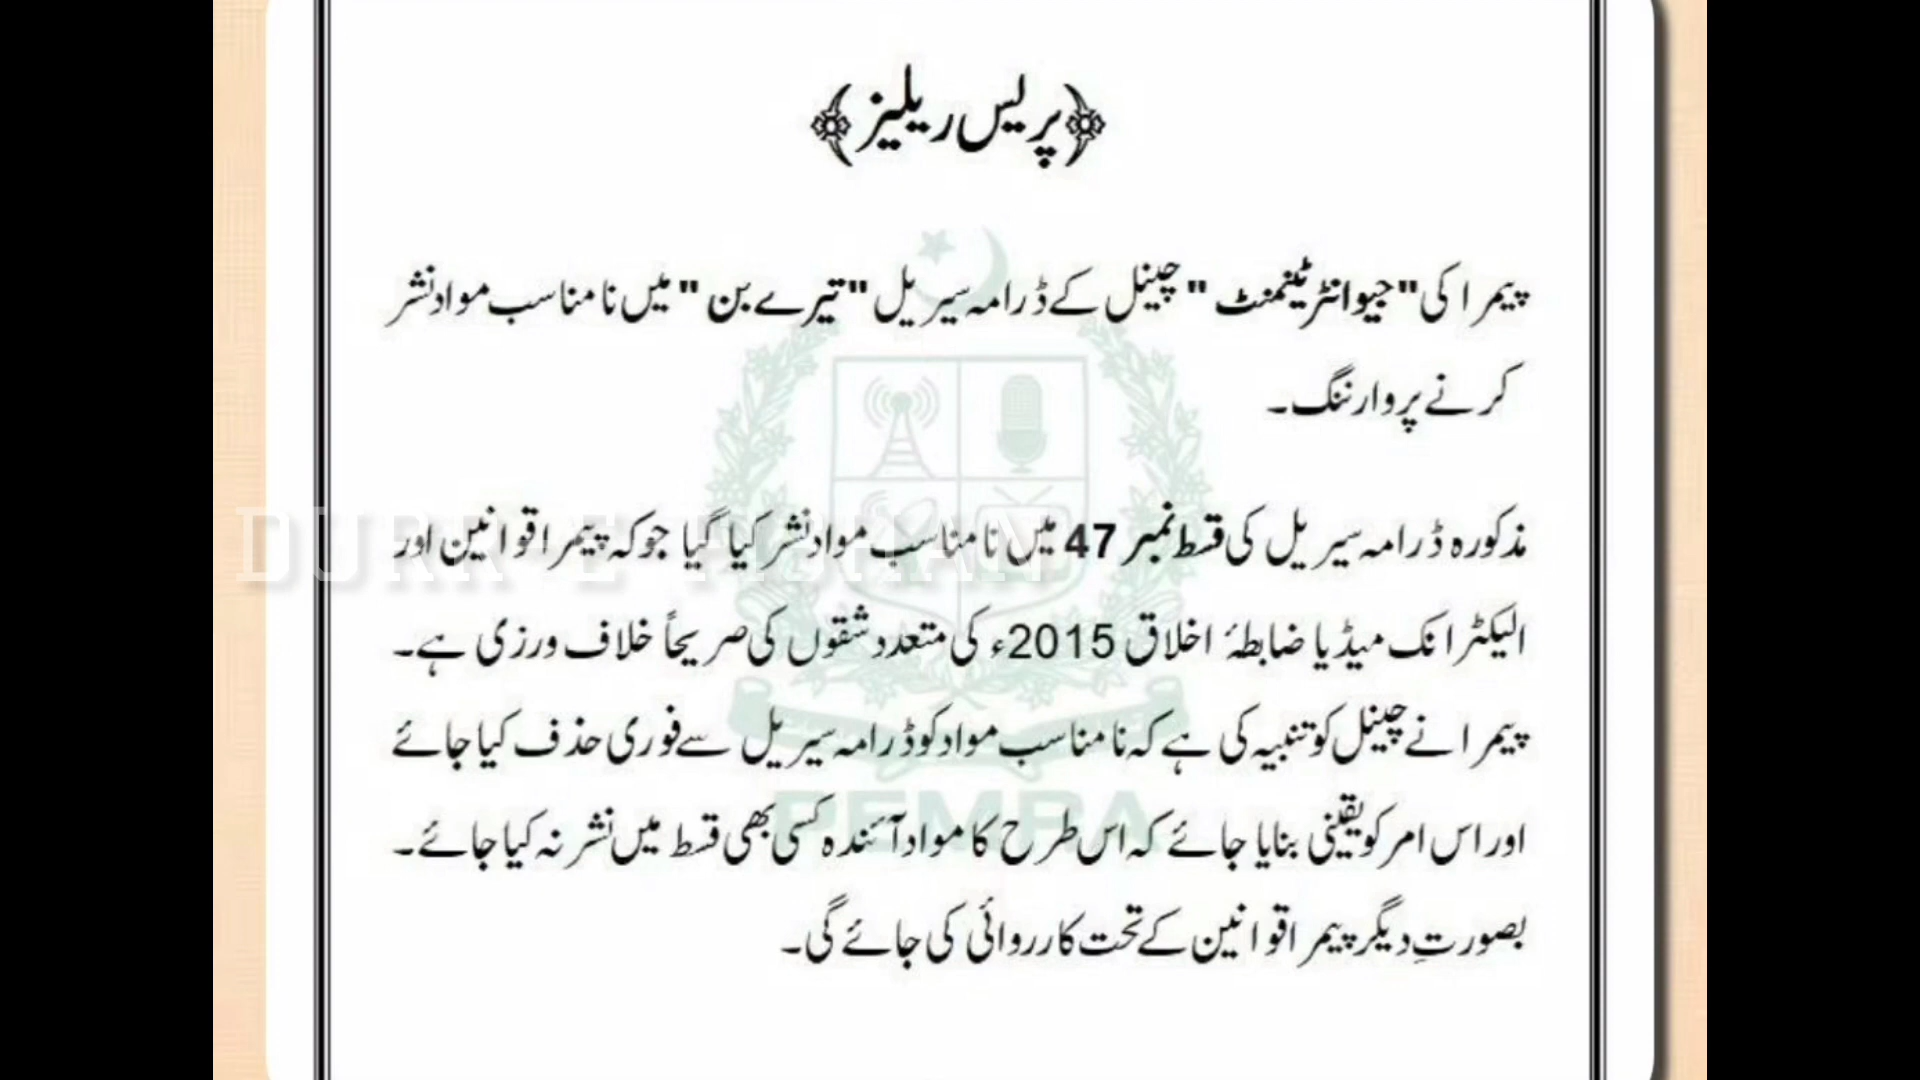 ﴿پریس ریلیز﴾
پیمرا کی "جیو انٹرٹینمنٹ" چینل کے ڈرامہ سیریل "تیرے بن" میں نامناسب مواد نشر
کرنے پر وارننگ۔
مذکورہ ڈرامہ سیریل کی قسط نمبر 47 میں نامناسب مواد نشر کیا گیا جو کہ پیمرا قوانین اور
الیکٹرانک میڈیا ضابطۂ اخلاق 2015ء کی متعدد شقوں کی صریحاً خلاف ورزی ہے۔
پیمرا نے چینل کو تنبیہ کی ہے کہ نامناسب مواد کو ڈرامہ سیریل سے فوری حذف کیا جائے
اور اس امر کو یقینی بنایا جائے کہ اس طرح کا مواد آئندہ کسی بھی قسط میں نشر نہ کیا جائے۔
بصورتِ دیگر پیمرا قوانین کے تحت کارروائی کی جائے گی۔
PEMRA
DURR E